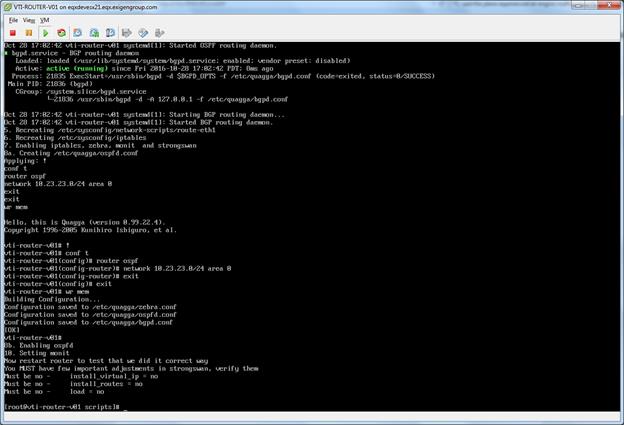 VTI-ROUTER-V01 on eqxdevesx21.eqx.exigengroup.com
File View VM
Oct 28 17:02:42 vti-router-v01 systemd[1]: Started OSPF routing daemon.
bgpd.service - BGP routing daemon
Loaded: loaded (/usr/lib/systemd/system/bgpd.service; enabled; vendor preset: disabled)
Active: active (running) since Fri 2016-10-28 17:02:42 PDT; 8ms ago
Process: 21835 ExecStart=/usr/sbin/bgpd -d $BGPD_OPTS -f /etc/quagga/bgpd.conf (code=exited, status=0/SUCCESS)
Main PID: 21836 (bgpd)
CGroup: /system.slice/bgpd.service
└─21836 /usr/sbin/bgpd -d -A 127.0.0.1 -f /etc/quagga/bgpd.conf
Oct 28 17:02:42 vti-router-v01 systemd[1]: Starting BGP routing daemon...
Oct 28 17:02:42 vti-router-v01 systemd[1]: Started BGP routing daemon.
5. Recreating /etc/sysconfig/network-scripts/route-eth1
6. Recreating /etc/sysconfig/iptables
7. Enabling iptables, zebra, monit and strongswan
8a. Creating /etc/quagga/ospfd.conf
Applying: !
conf t
router ospf
network 10.23.23.0/24 area 0
exit
exit
wr mem
Hello, this is Quagga (version 0.99.22.4).
Copyright 1996-2005 Kunihiro Ishiguro, et al.
vti-router-v01# !
vti-router-v01# conf t
vti-router-v01(config)# router ospf
vti-router-v01(config-router)# network 10.23.23.0/24 area 0
vti-router-v01(config-router)# exit
vti-router-v01(config)# exit
vti-router-v01# wr mem
Building Configuration...
Configuration saved to /etc/quagga/zebra.conf
Configuration saved to /etc/quagga/ospfd.conf
Configuration saved to /etc/quagga/bgpd.conf
[OK]
vti-router-v01#
8b. Enabling ospfd
10. Setting monit
Now restart router to test that we did it correct way
You MUST have few important adjustments in strongswan, verify them
Must be no - install_virtual_ip = no
Must be no - install_routes = no
Must be no - load = no
[root@vti-router-v01 scripts]# _